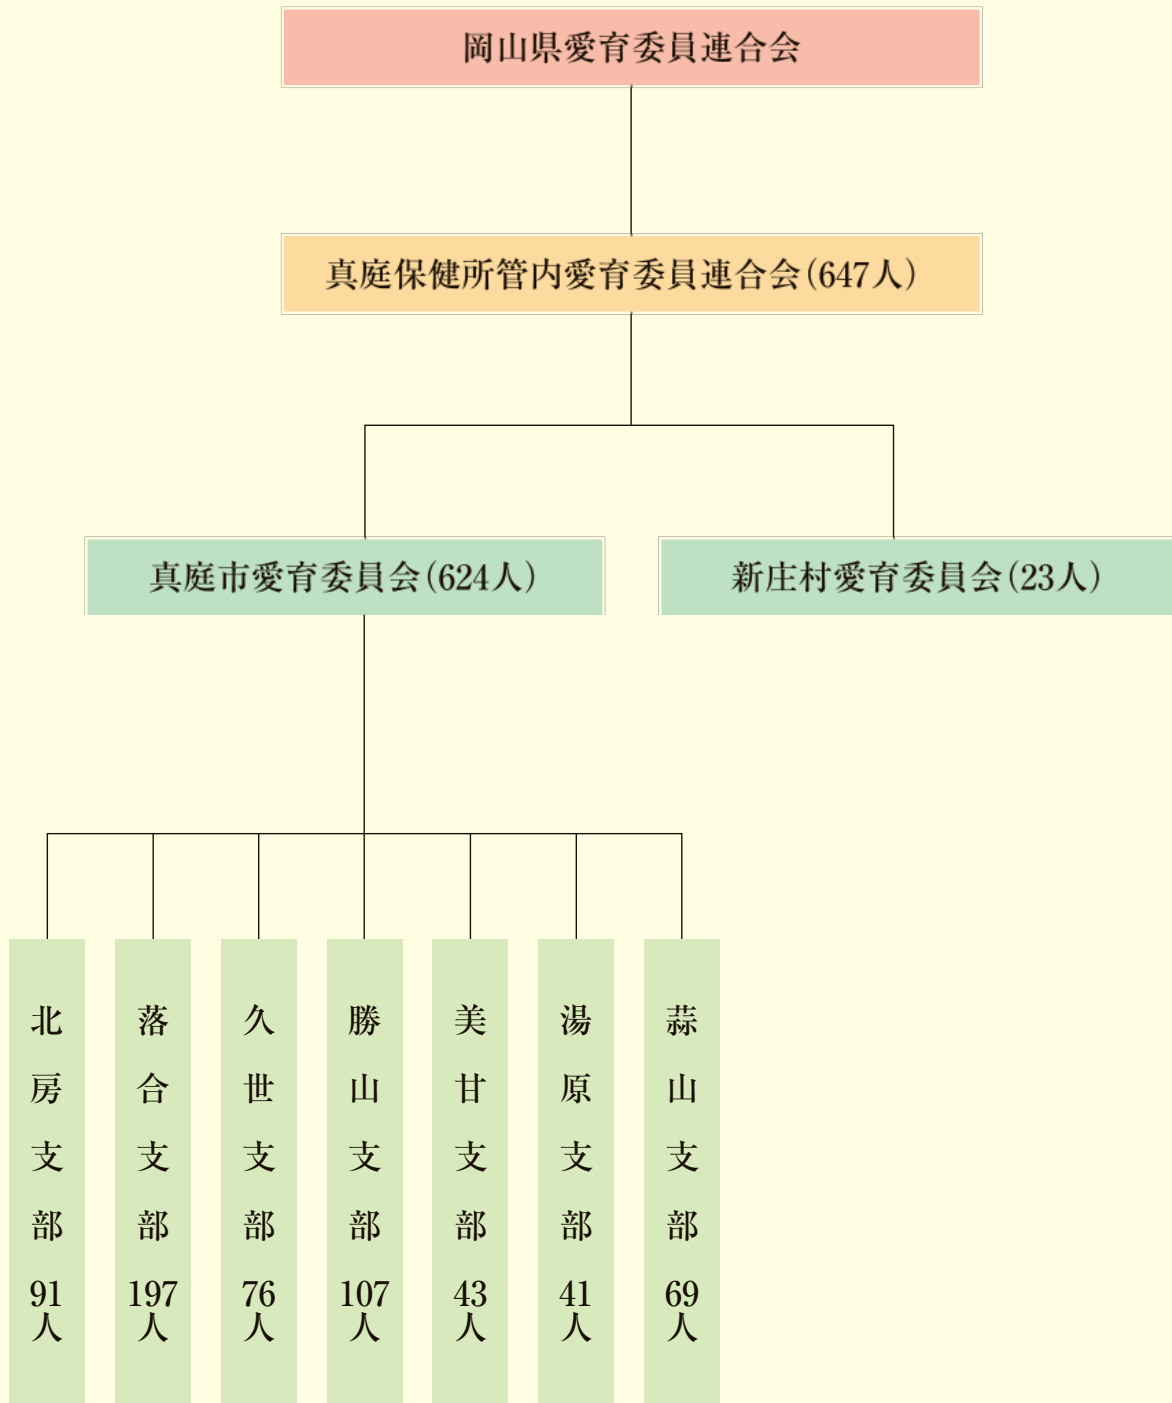 岡山県愛育委員連合会
真庭保健所管内愛育委員連合会(647人)
真庭市愛育委員会(624人)
新庄村愛育委員会(23人)
北房支部91人
落合支部197人
久世支部76人
勝山支部107人
美甘支部43人
湯原支部41人
蒜山支部69人